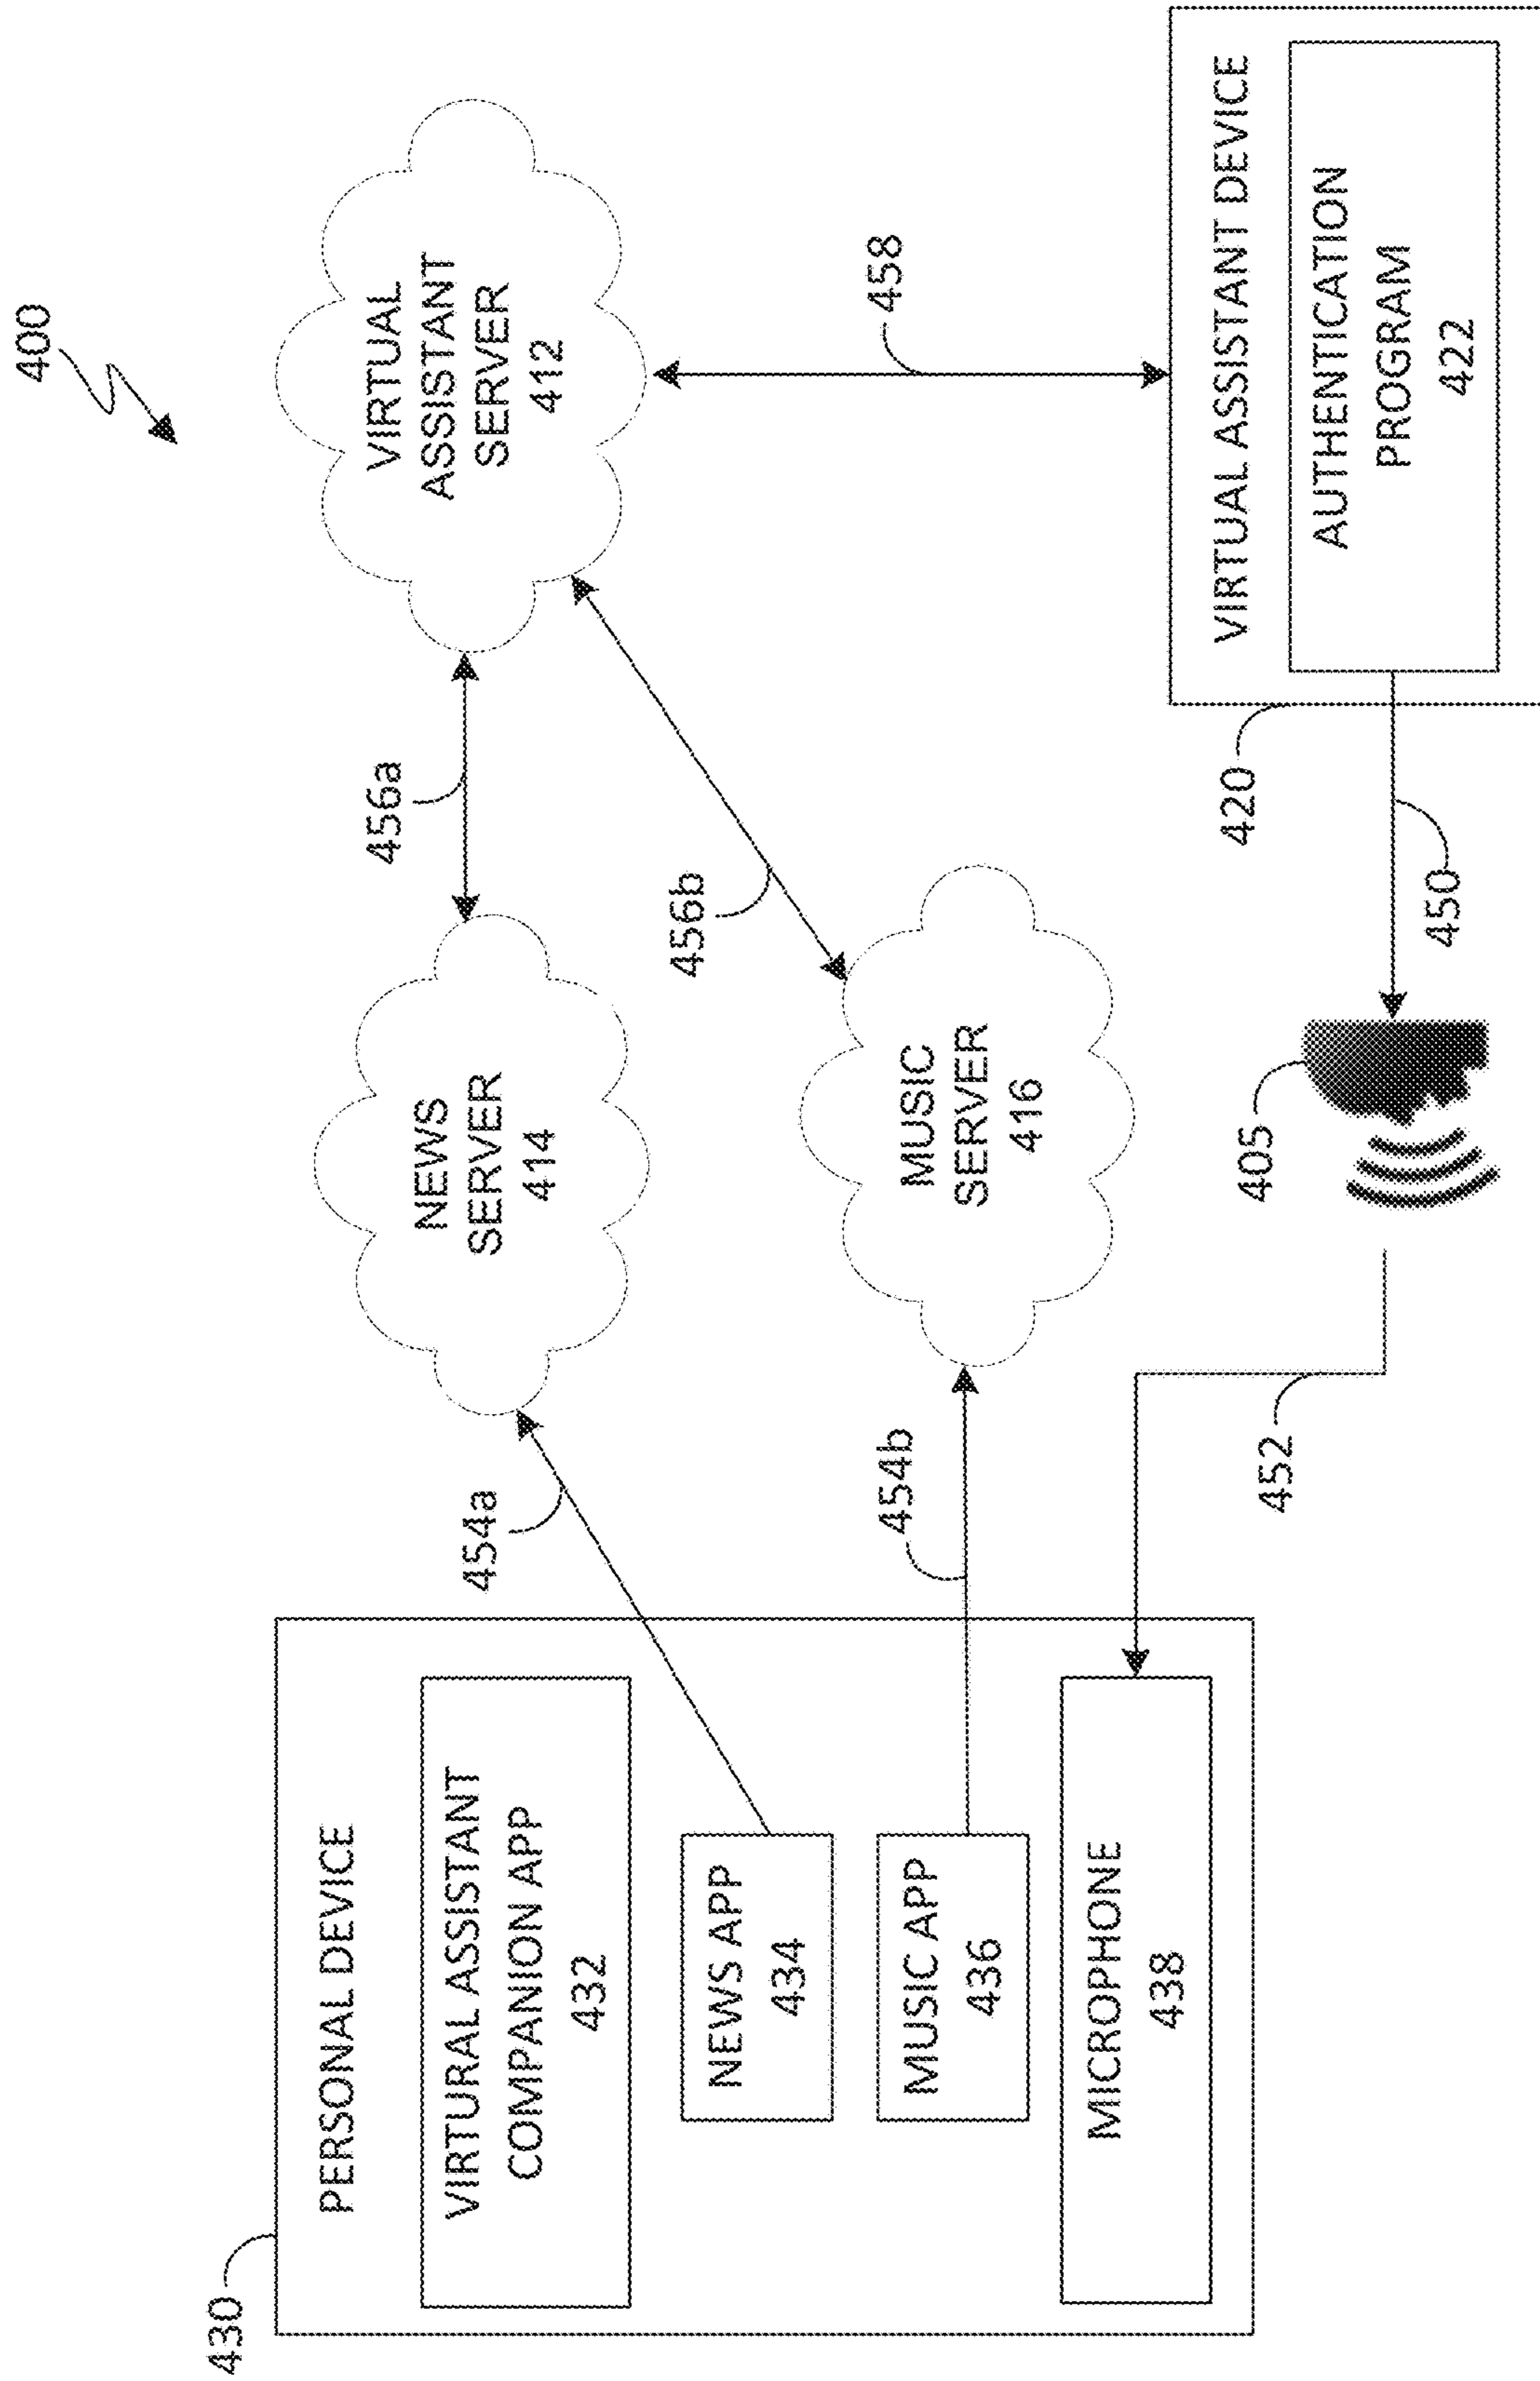 400
430
PERSONAL DEVICE
VIRTURAL ASSISTANT
COMPANION APP
432
NEWS APP
434
MUSIC APP
436
MICROPHONE
438
454a
454b
452
NEWS
SERVER
414
MUSIC
SERVER
416
405
456a
456b
450
420
VIRTUAL
ASSISTANT
SERVER
412
458
VIRTUAL ASSISTANT DEVICE
AUTHENTICATION
PROGRAM
422